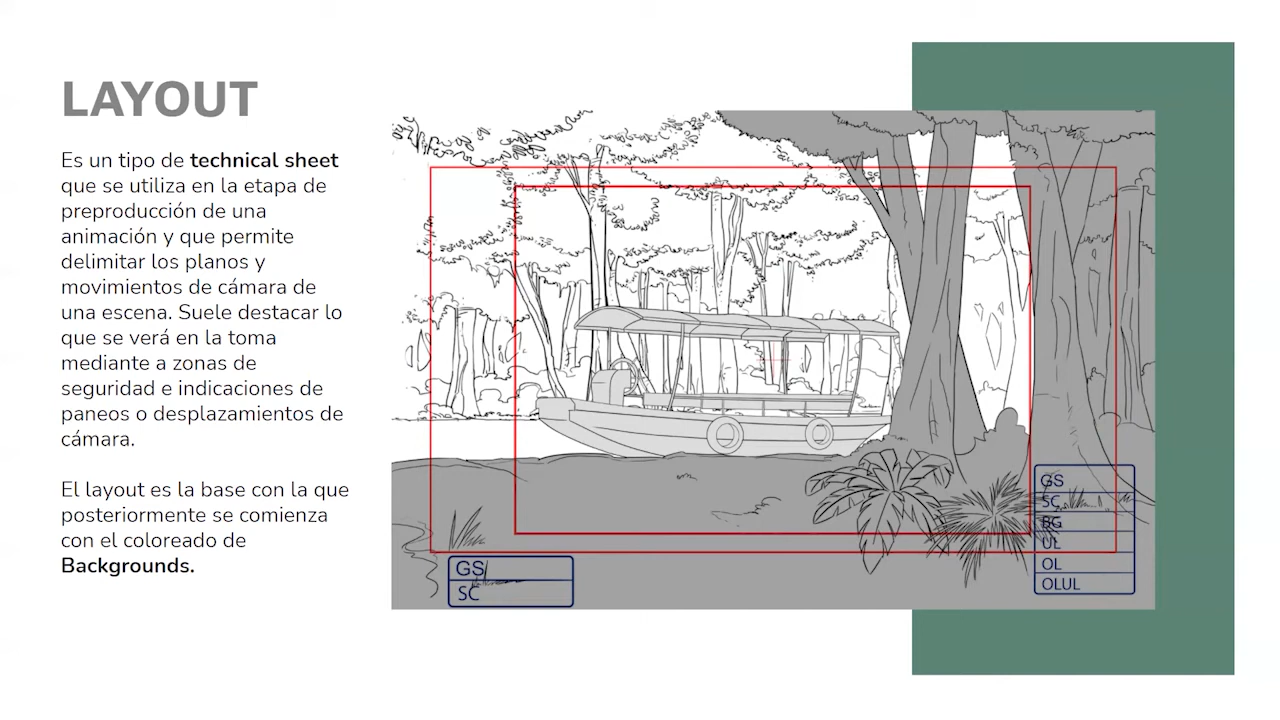 LAYOUT
Es un tipo de technical sheet
que se utiliza en la etapa de
preproducción de una
animación y que permite
delimitar los planos y
movimientos de cámara de
una escena. Suele destacar lo
que se verá en la toma
mediante a zonas de
seguridad e indicaciones de
paneos o desplazamientos de
cámara.
El layout es la base con la que
posteriormente se comienza
con el coloreado de
Backgrounds.
GS
SC
GS
SC
BG
UL
OL
OLUL